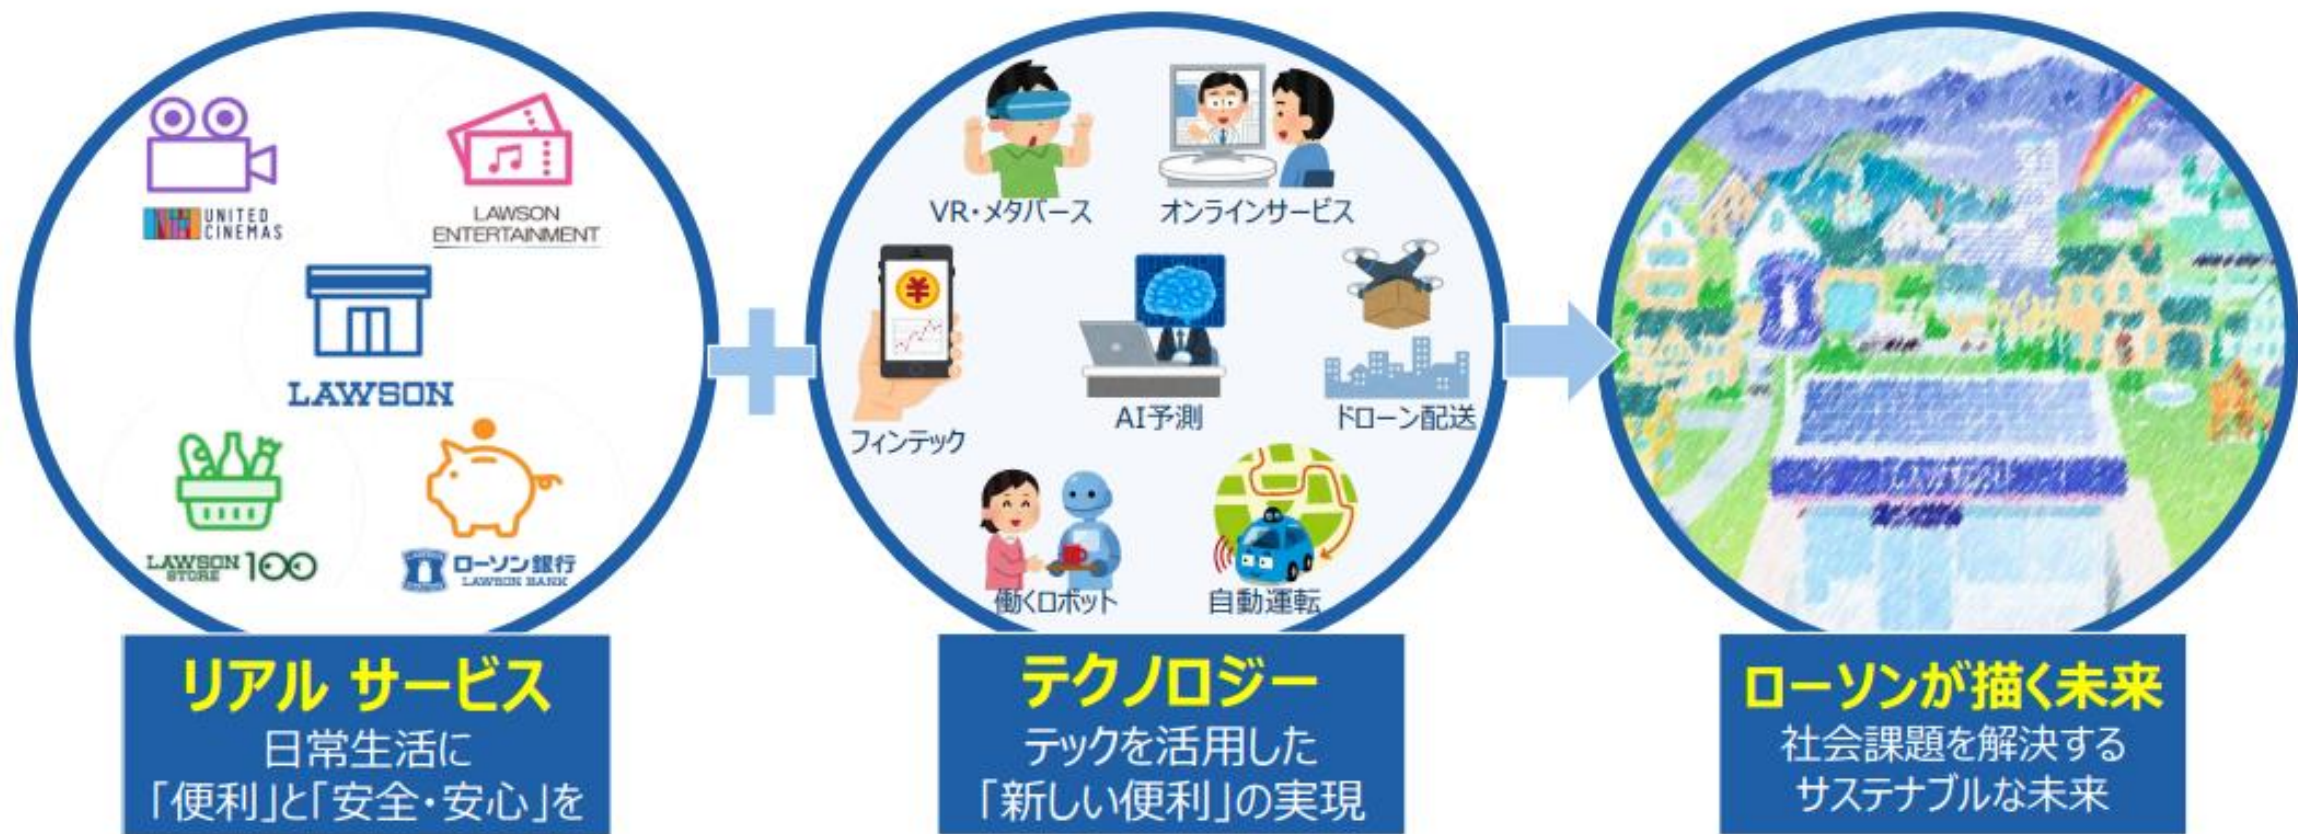 UNITED
CINEMAS
LAWSON
ENTERTAINMENT
LAWSON
LAWSON
STORE 100
ローソン銀行
LAWSON BANK
リアル サービス
日常生活に
「便利」と「安全・安心」を
VR・メタバース
オンラインサービス
フィンテック
AI予測
ドローン配送
働くロボット
自動運転
テクノロジー
テックを活用した
「新しい便利」の実現
ローソンが描く未来
社会課題を解決する
サステナブルな未来